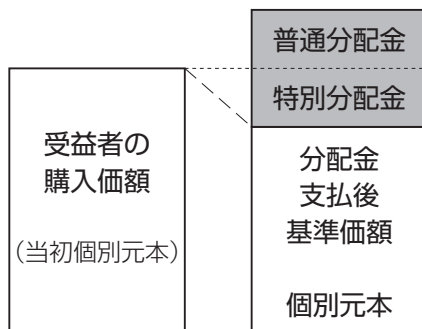 普通分配金
特別分配金
受益者の
購入価額
(当初個別元本)
分配金
支払後
基準価額
個別元本